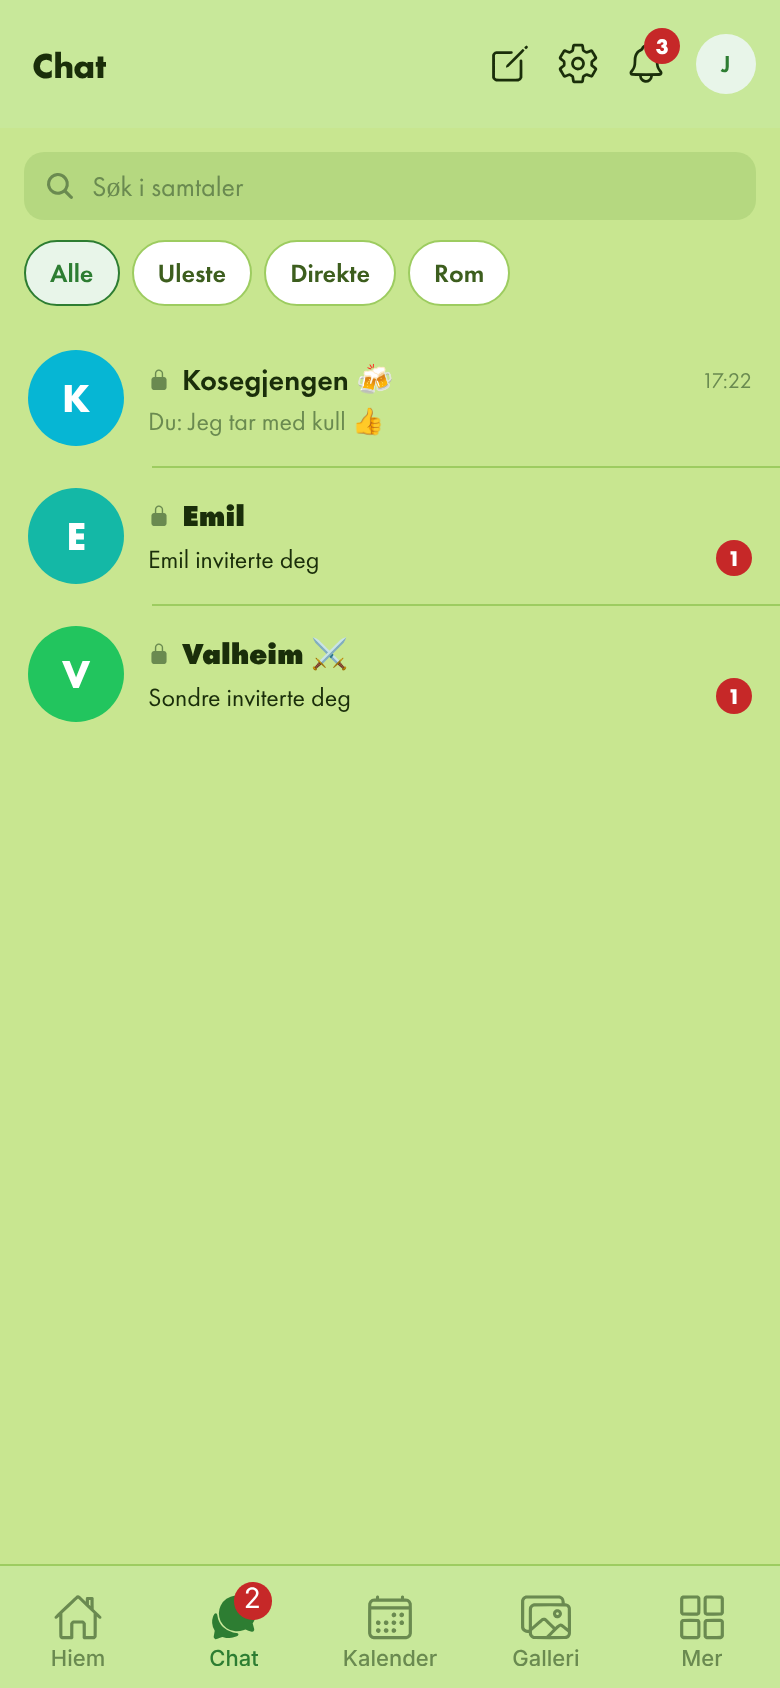 Chat
3
J
Søk i samtaler
Alle
Uleste
Direkte
Rom
K
Kosegjengen 🍻
17:22
Du: Jeg tar med kull 👍
E
Emil
Emil inviterte deg
1
V
Valheim ⚔️
Sondre inviterte deg
1
2
Hiem
Chat
Kalender
Galleri
Mer